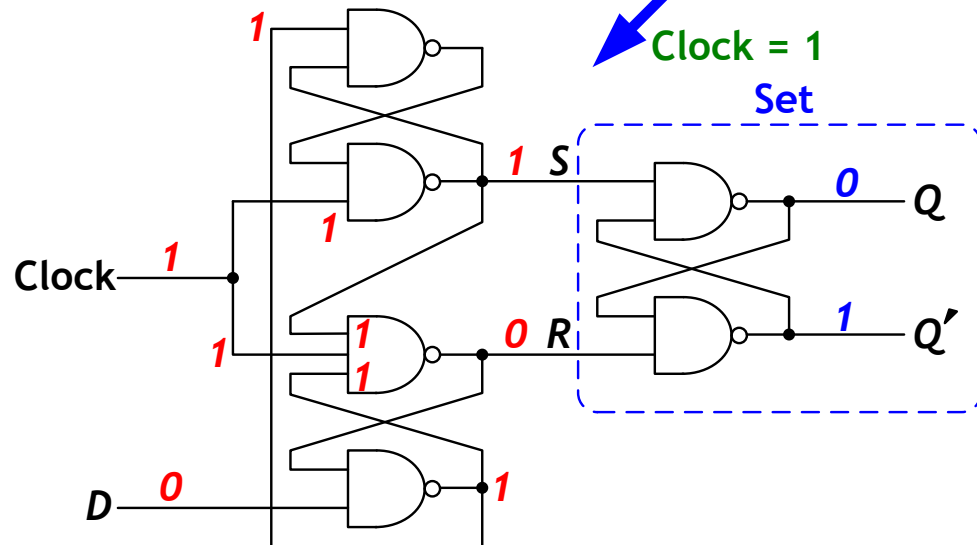 1
Clock = 1
Set
1 S
0 Q
1
Clock 1
1 Q′
1 1 0 R
1
D 0 1